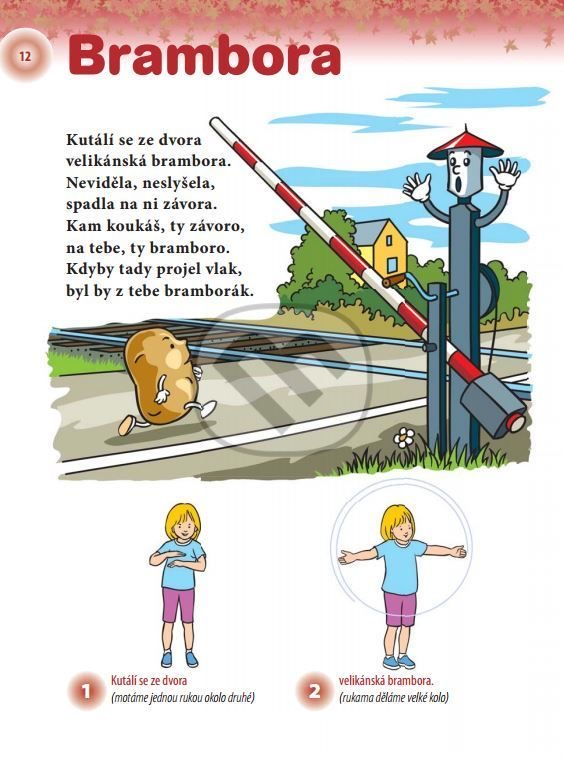 12
Brambora
Kutálí se ze dvora
velikánská brambora.
Neviděla, neslyšela,
spadla na ni závora.
Kam koukáš, ty závoro,
na tebe, ty bramboro.
Kdyby tady projel vlak,
byl by z tebe bramborák.
1
Kutálí se ze dvora
(motáme jednou rukou okolo druhé)
2
velikánská brambora.
(rukama děláme velké kolo)